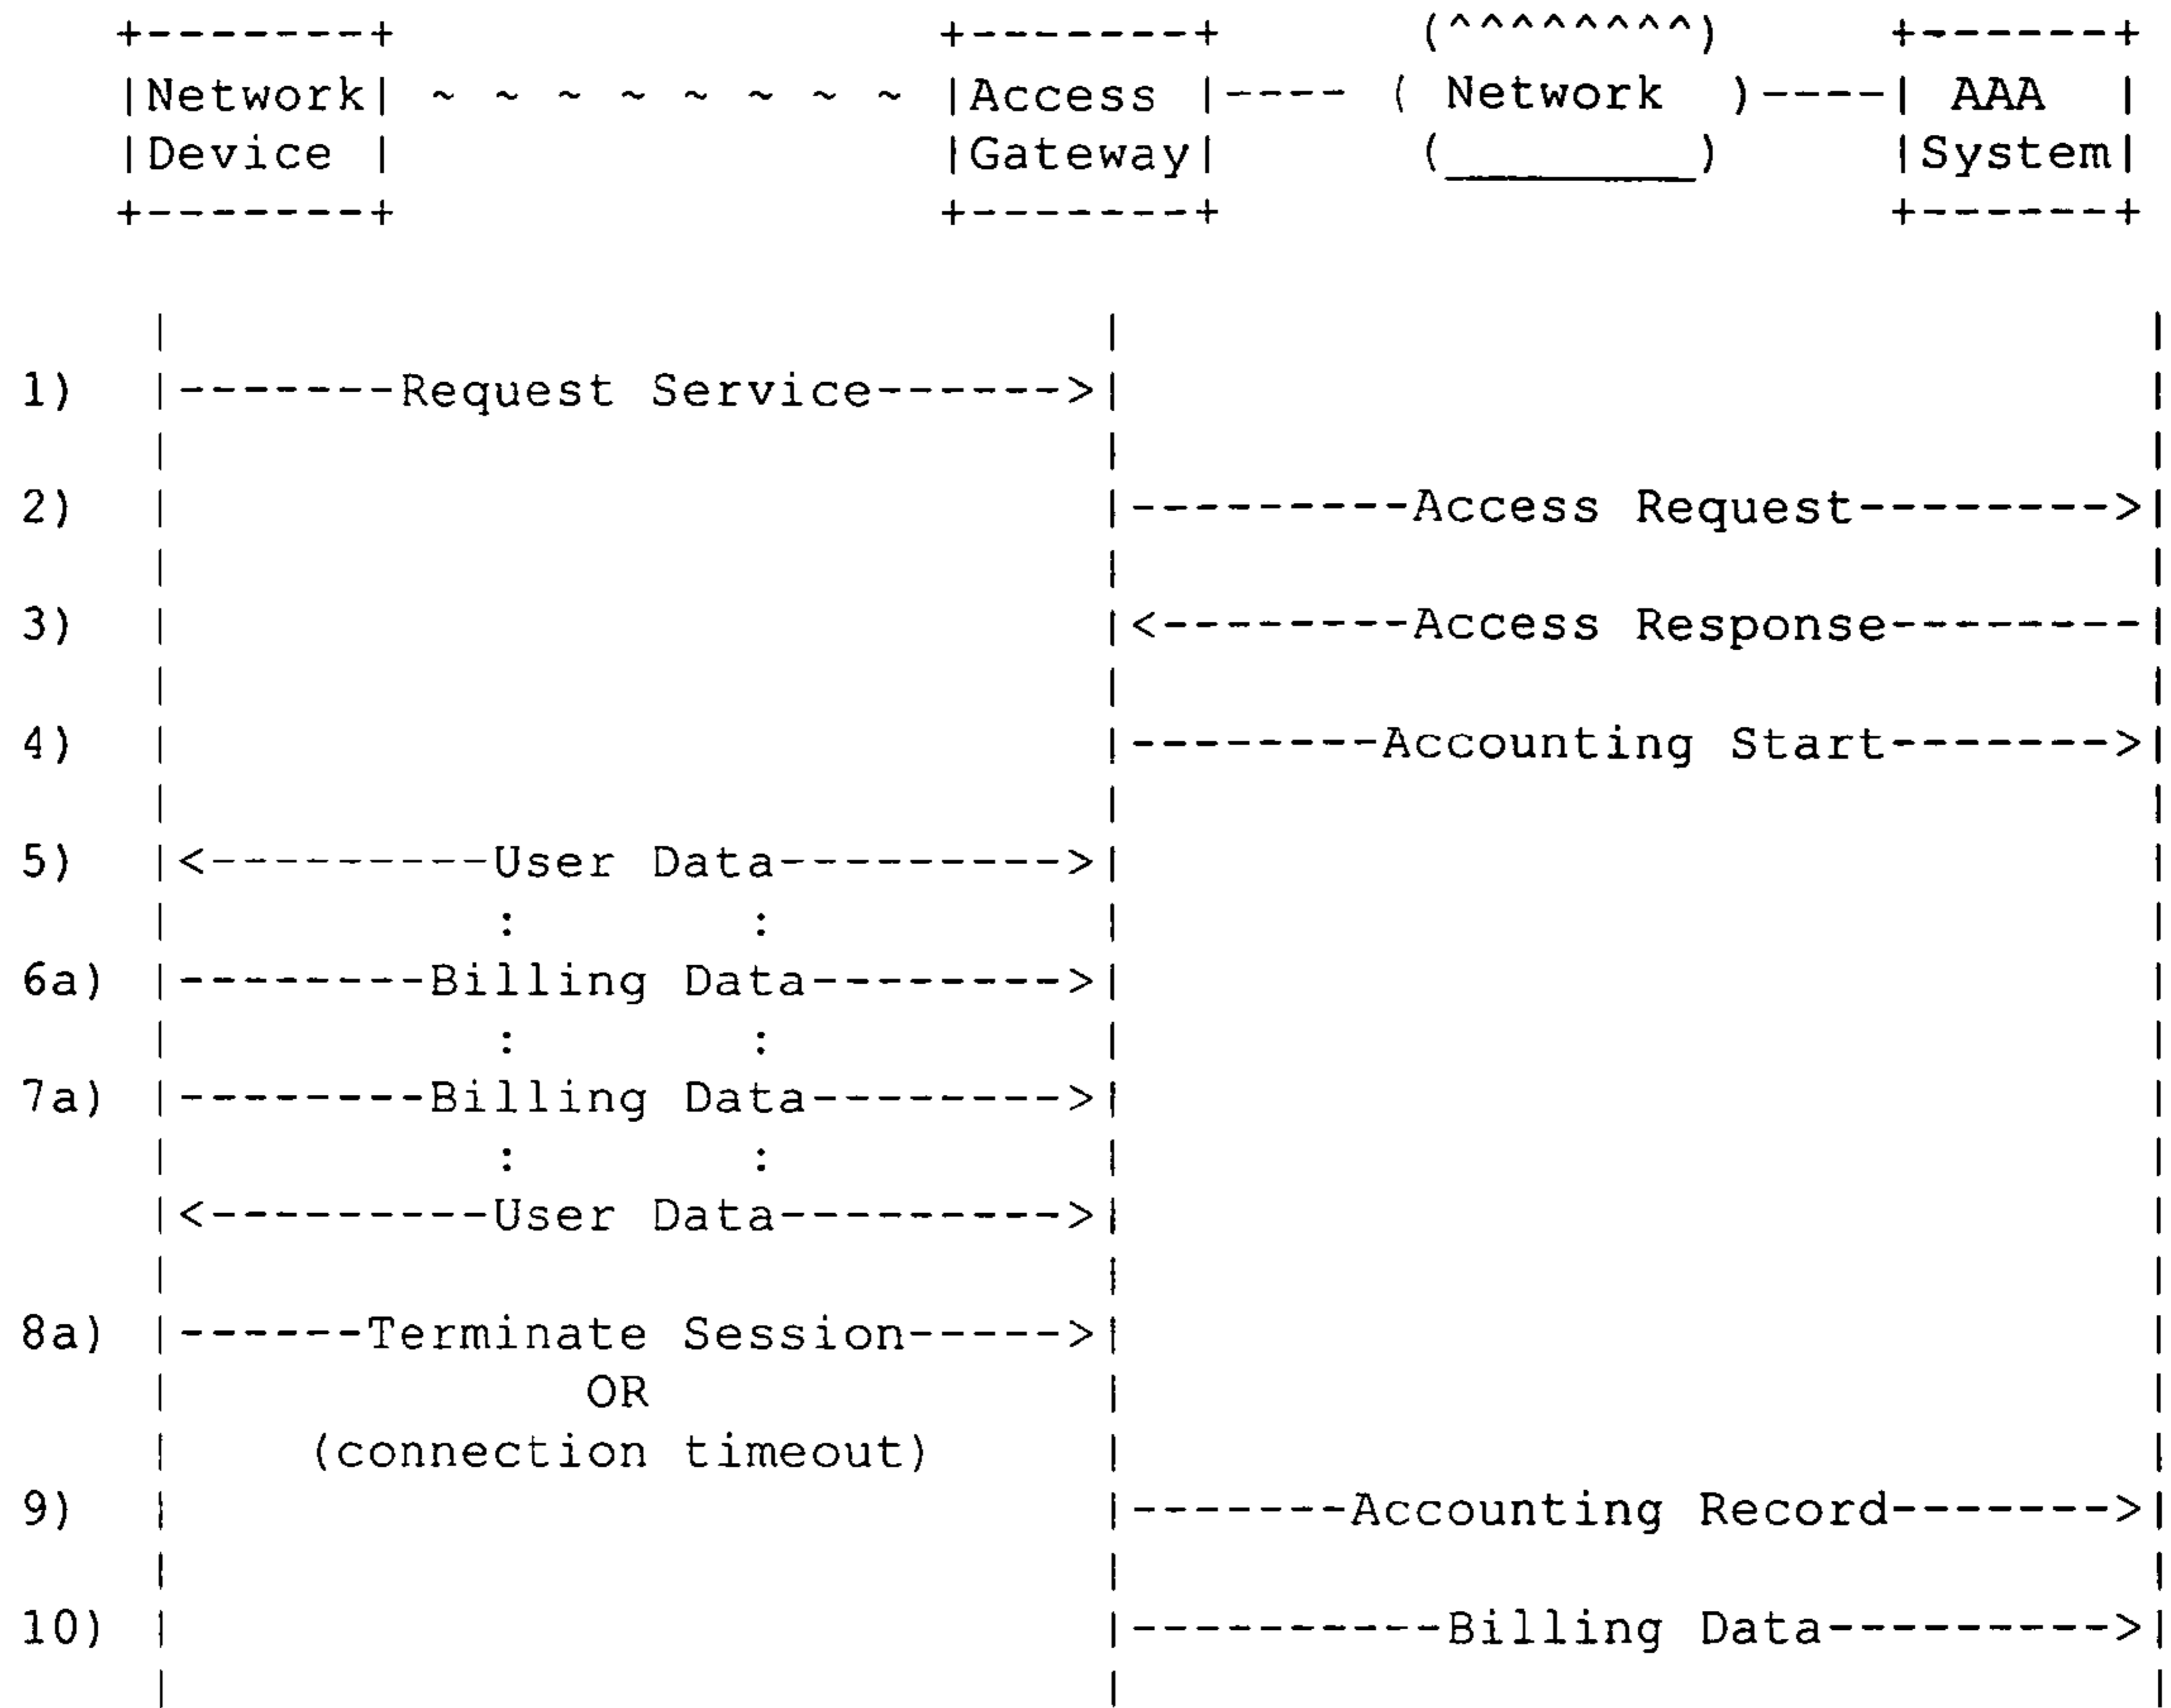 +--------+ +--------+ (^^^^^^^^) +-------+
|Network| ~ ~ ~ ~ ~ ~ ~ ~ |Access |---- ( Network )----| AAA |
|Device | |Gateway| (________) |System|
+--------+ +--------+ +-------+
1) |-------Request Service------>|
2) | |---------Access Request-------->|
3) | |<--------Access Response--------|
4) | |--------Accounting Start------->|
5) |<---------User Data--------->|
: :
6a) |--------Billing Data-------->|
: :
7a) |--------Billing Data-------->|
: :
|<---------User Data--------->|
8a) |------Terminate Session----->|
OR
(connection timeout)
9) | |-------Accounting Record------->|
10) | |----------Billing Data--------->|